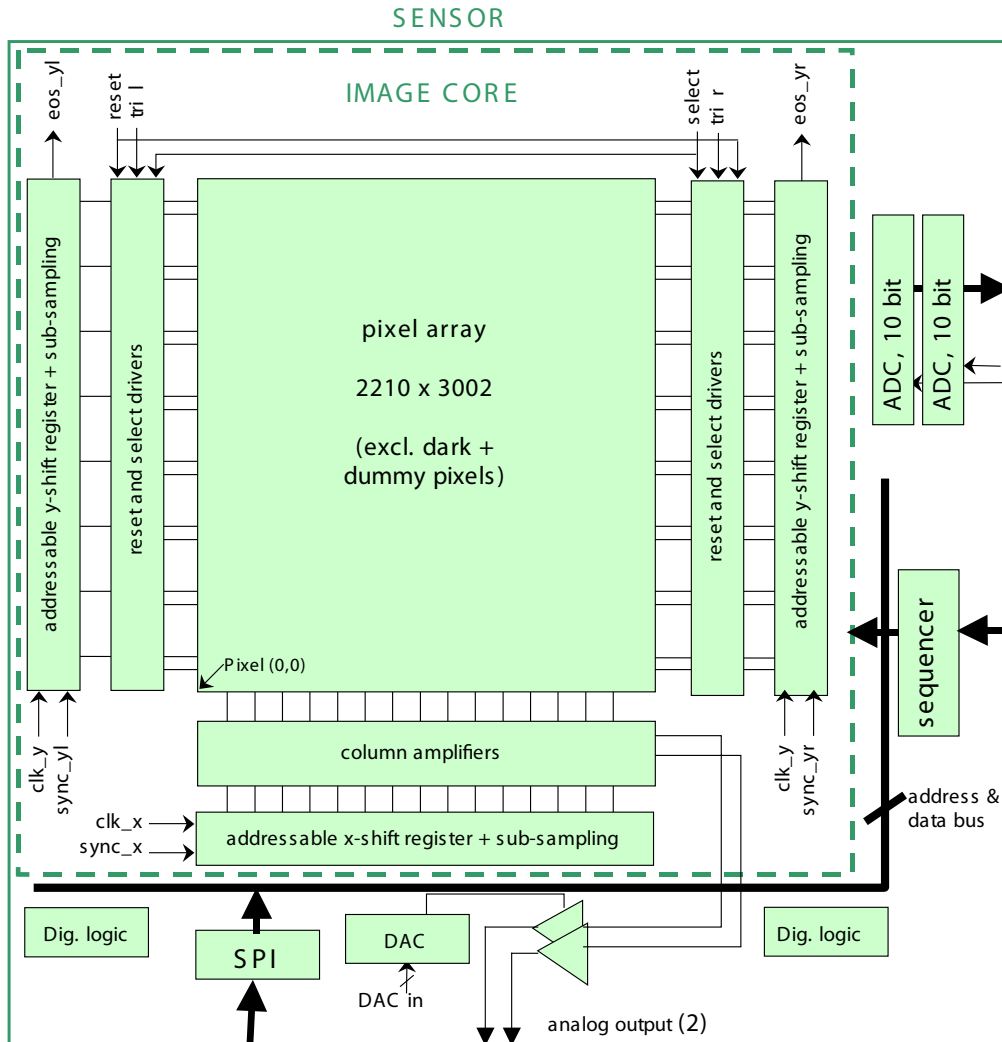 SENSOR
IMAGE CORE
eos_yl
reset
tri l
select
tri r
eos_yr
addressable y-shift register + sub-sampling
reset and select drivers
pixel array
2210 x 3002
(excl. dark +
dummy pixels)
reset and select drivers
addressable y-shift register + sub-sampling
ADC, 10 bit
ADC, 10 bit
Pixel (0,0)
sequencer
clk_y
sync_yl
column amplifiers
clk_y
sync_yr
address &
data bus
clk_x
sync_x
addressable x-shift register + sub-sampling
Dig. logic
SPI
DAC
Dig. logic
DAC in
analog output (2)